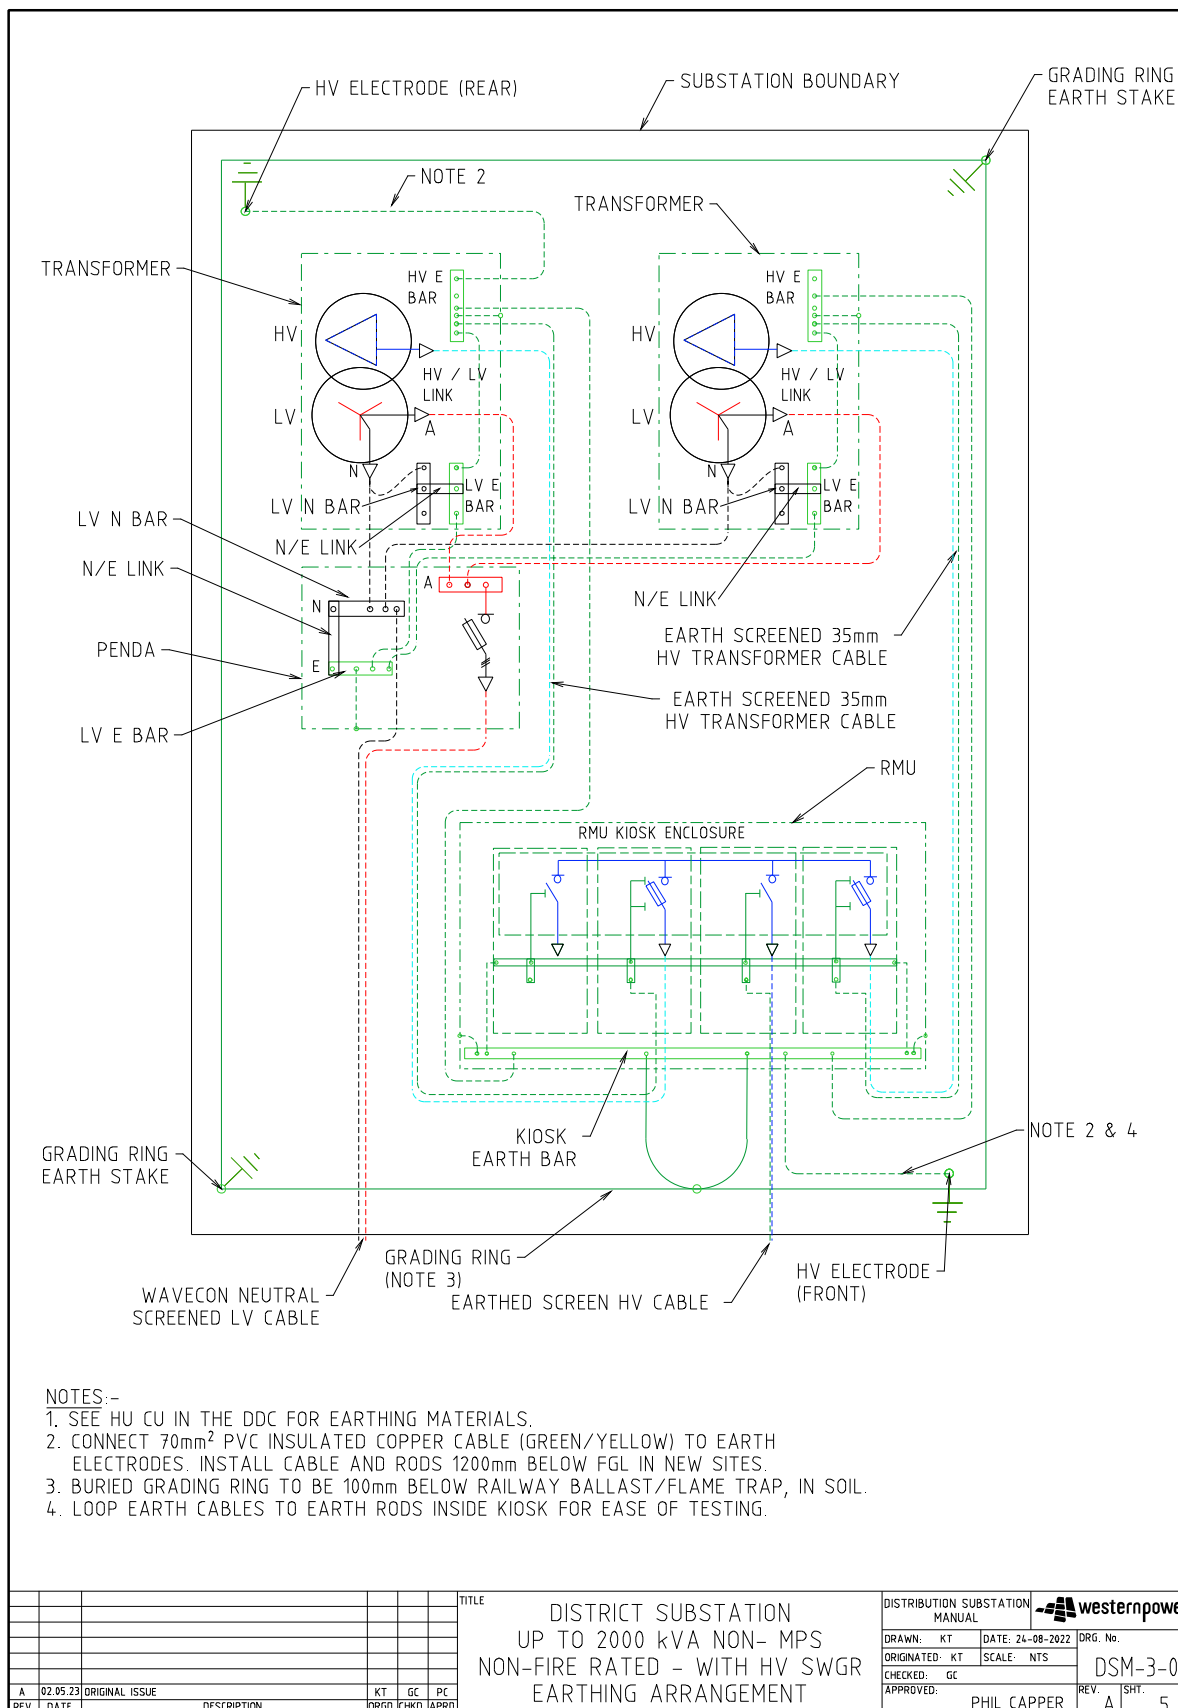 HV ELECTRODE (REAR)
SUBSTATION BOUNDARY
GRADING RING
EARTH STAKE
NOTE 2
TRANSFORMER
TRANSFORMER
HV E
BAR
HV
HV / LV
LINK
LV
A
N
LV N BAR
LV E
BAR
N/E LINK
HV E
BAR
HV
HV / LV
LINK
LV
A
N
LV N BAR
LV E
BAR
N/E LINK
LV N BAR
N/E LINK
PENDA
LV E BAR
N
E
A
EARTH SCREENED 35mm
HV TRANSFORMER CABLE
EARTH SCREENED 35mm
HV TRANSFORMER CABLE
RMU
RMU KIOSK ENCLOSURE
KIOSK
EARTH BAR
NOTE 2 & 4
GRADING RING
EARTH STAKE
GRADING RING
(NOTE 3)
WAVECON NEUTRAL
SCREENED LV CABLE
EARTHED SCREEN HV CABLE
HV ELECTRODE
(FRONT)
NOTES:-
1. SEE HU CU IN THE DDC FOR EARTHING MATERIALS.
2. CONNECT 70mm² PVC INSULATED COPPER CABLE (GREEN/YELLOW) TO EARTH
ELECTRODES. INSTALL CABLE AND RODS 1200mm BELOW FGL IN NEW SITES.
3. BURIED GRADING RING TO BE 100mm BELOW RAILWAY BALLAST/FLAME TRAP, IN SOIL.
4. LOOP EARTH CABLES TO EARTH RODS INSIDE KIOSK FOR EASE OF TESTING.
A 02.05.23 ORIGINAL ISSUE KT GC PC
REV. DATE DESCRIPTION ORGD CHKD APRD
TITLE
DISTRICT SUBSTATION
UP TO 2000 kVA NON- MPS
NON-FIRE RATED - WITH HV SWGR
EARTHING ARRANGEMENT
DISTRIBUTION SUBSTATION
MANUAL
westernpowe
DRAWN: KT DATE: 24-08-2022 DRG. No.
ORIGINATED: KT SCALE: NTS
DSM-3-0
CHECKED: GC
APPROVED: PHIL CAPPER
REV. A SHT. 5